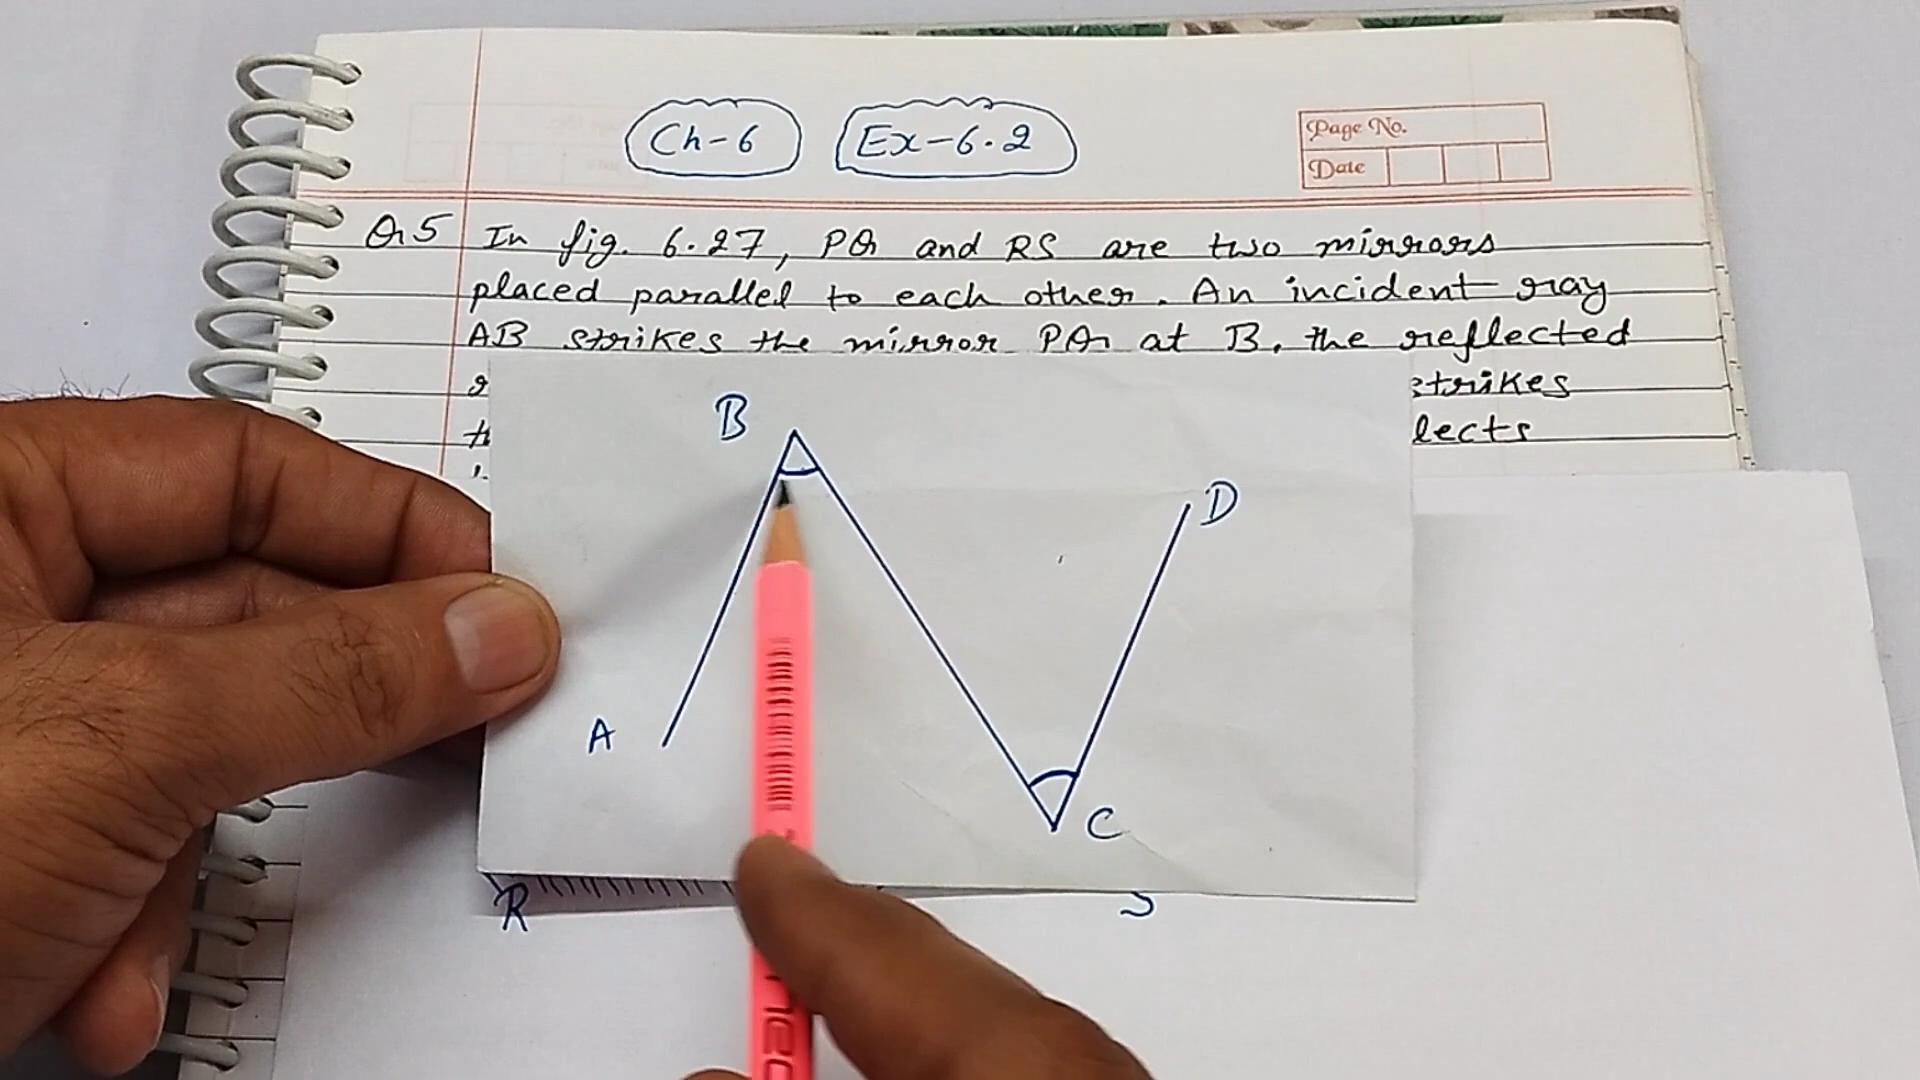 Ch-6 Ex-6.2
Page No.
Date
Q5 In fig. 6.27, PQ and RS are two mirrors
placed parallel to each other. An incident ray
AB strikes the mirror PQ at B, the reflected
strikes
lects
B
D
A
C
R S